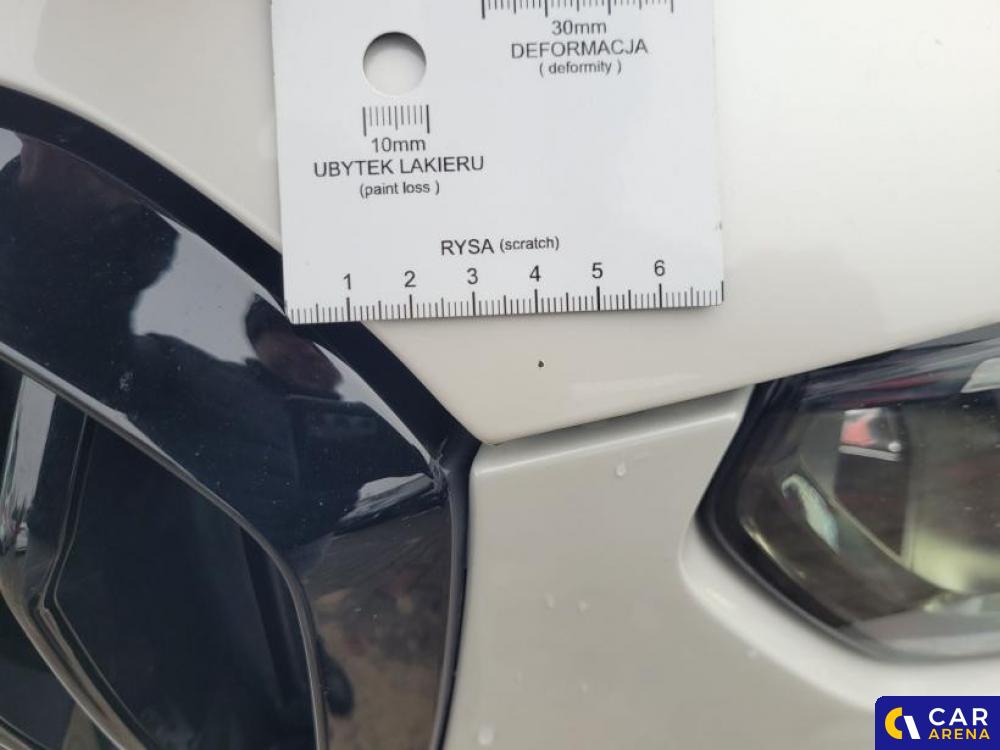 30mm
DEFORMACJA
( deformity )
10mm
UBYTEK LAKIERU
(paint loss )
RYSA (scratch)
1 2 3 4 5 6
CAR
ARENA